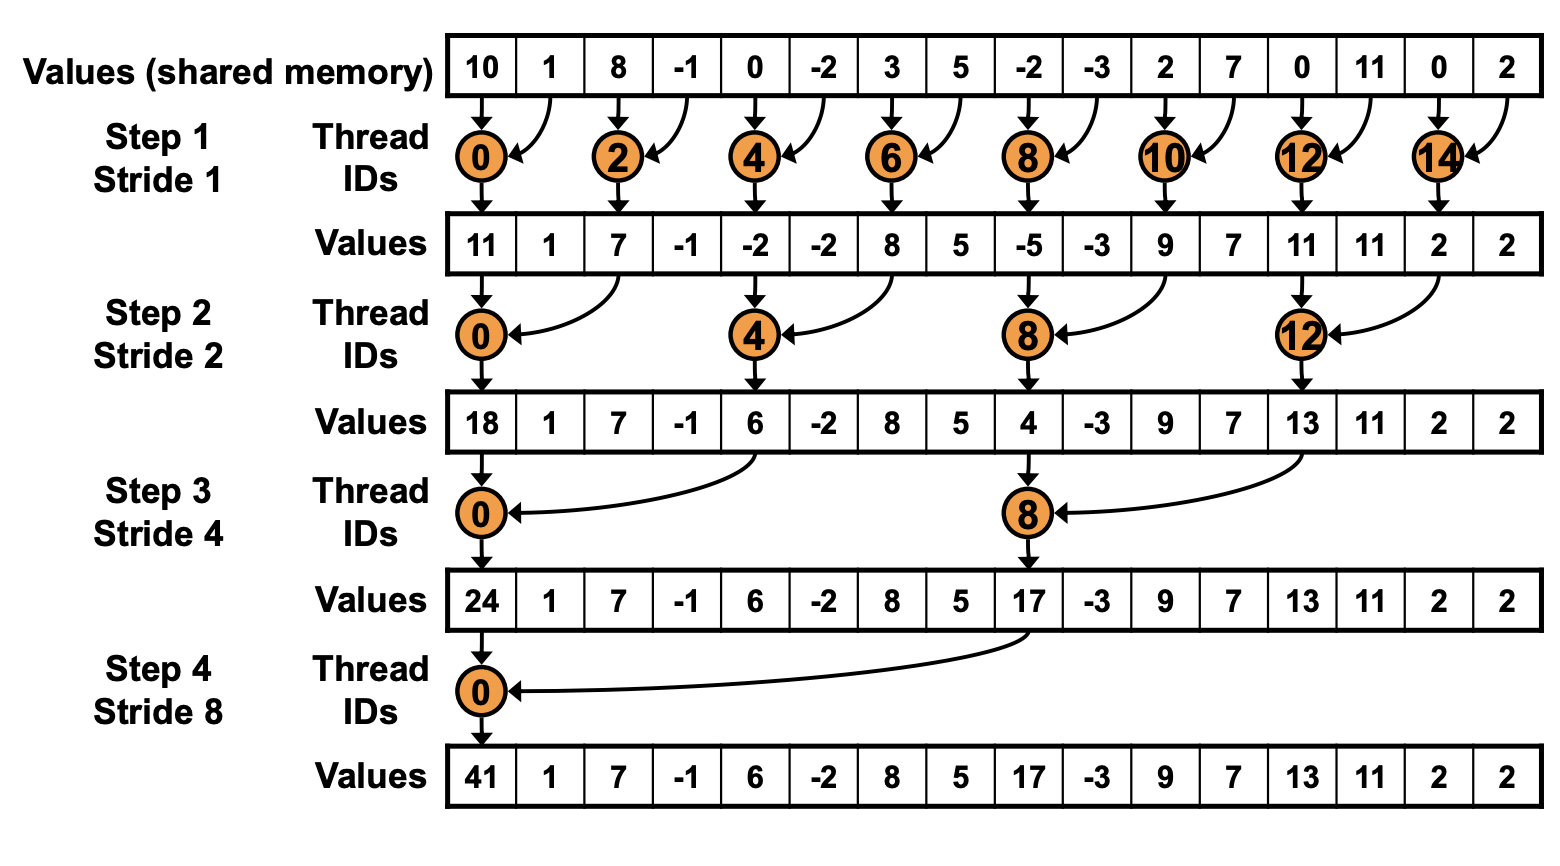 Values (shared memory) 10 1 8 -1 0 -2 3 5 -2 -3 2 7 0 11 0 2
Step 1 Thread
Stride 1 IDs
0 2 4 6 8 10 12 14
Values 11 1 7 -1 -2 -2 8 5 -5 -3 9 7 11 11 2 2
Step 2 Thread
Stride 2 IDs
0 4 8 12
Values 18 1 7 -1 6 -2 8 5 4 -3 9 7 13 11 2 2
Step 3 Thread
Stride 4 IDs
0 8
Values 24 1 7 -1 6 -2 8 5 17 -3 9 7 13 11 2 2
Step 4 Thread
Stride 8 IDs
0
Values 41 1 7 -1 6 -2 8 5 17 -3 9 7 13 11 2 2